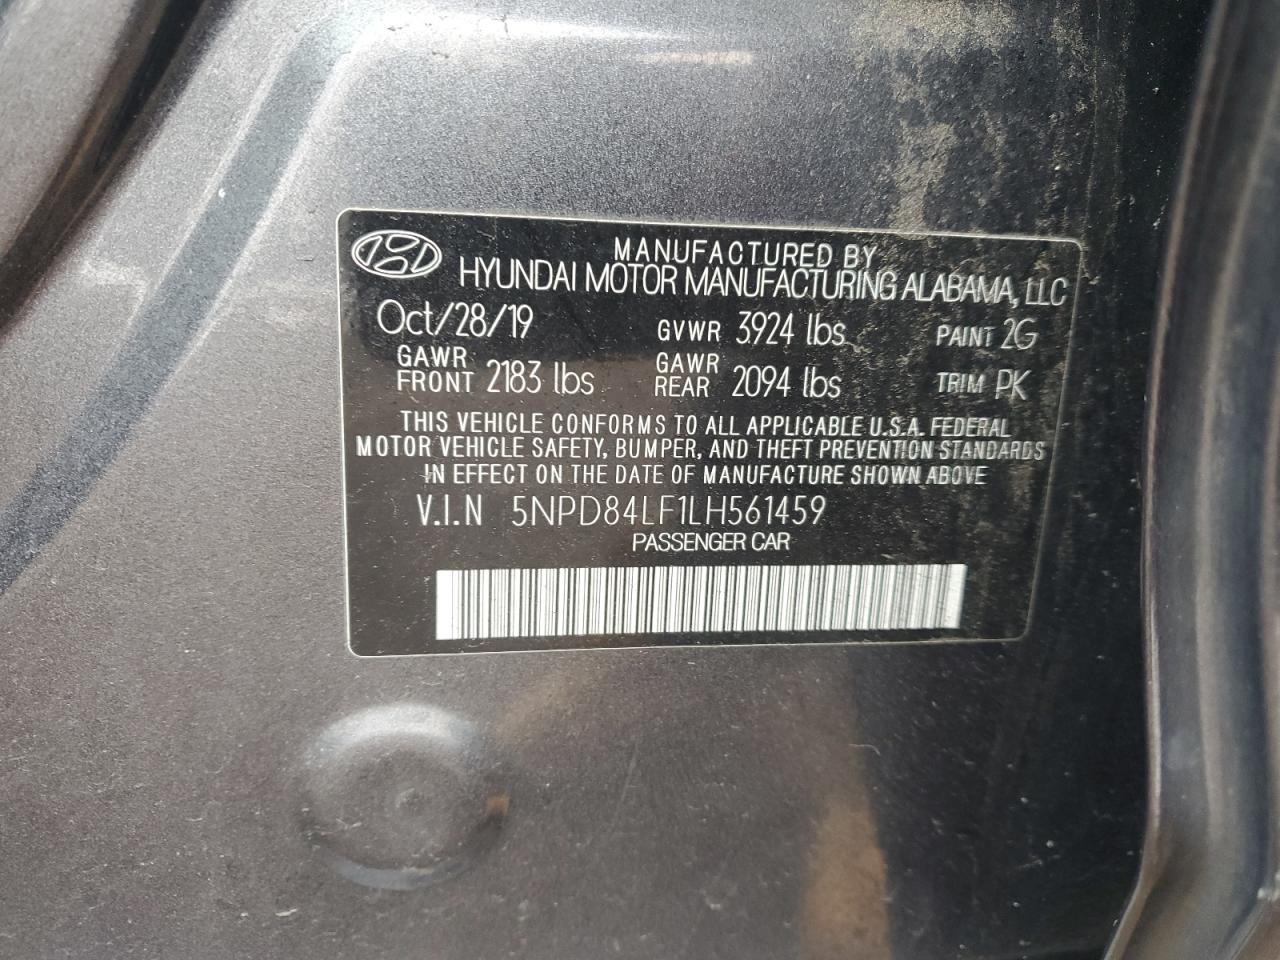 MANUFACTURED BY
HYUNDAI MOTOR MANUFACTURING ALABAMA, LLC
Oct/28/19 GVWR 3924 lbs PAINT 2G
GAWR FRONT 2183 lbs GAWR REAR 2094 lbs TRIM PK
THIS VEHICLE CONFORMS TO ALL APPLICABLE U.S.A. FEDERAL
MOTOR VEHICLE SAFETY, BUMPER, AND THEFT PREVENTION STANDARDS
IN EFFECT ON THE DATE OF MANUFACTURE SHOWN ABOVE
V.I.N 5NPD84LF1LH561459
PASSENGER CAR